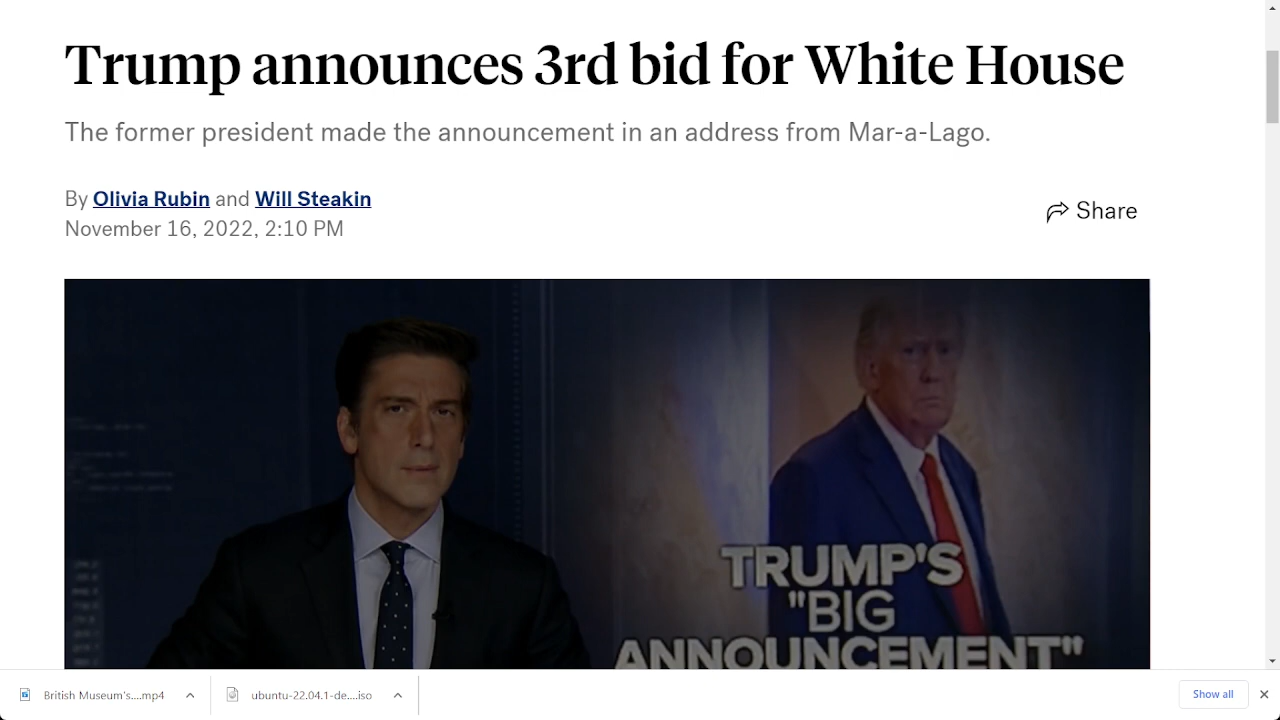 Trump announces 3rd bid for White House
The former president made the announcement in an address from Mar-a-Lago.
By Olivia Rubin and Will Steakin
November 16, 2022, 2:10 PM
Share
TRUMP'S
"BIG
ANNOUNCEMENT"
British Museum's....mp4
ubuntu-22.04.1-de....iso
Show all